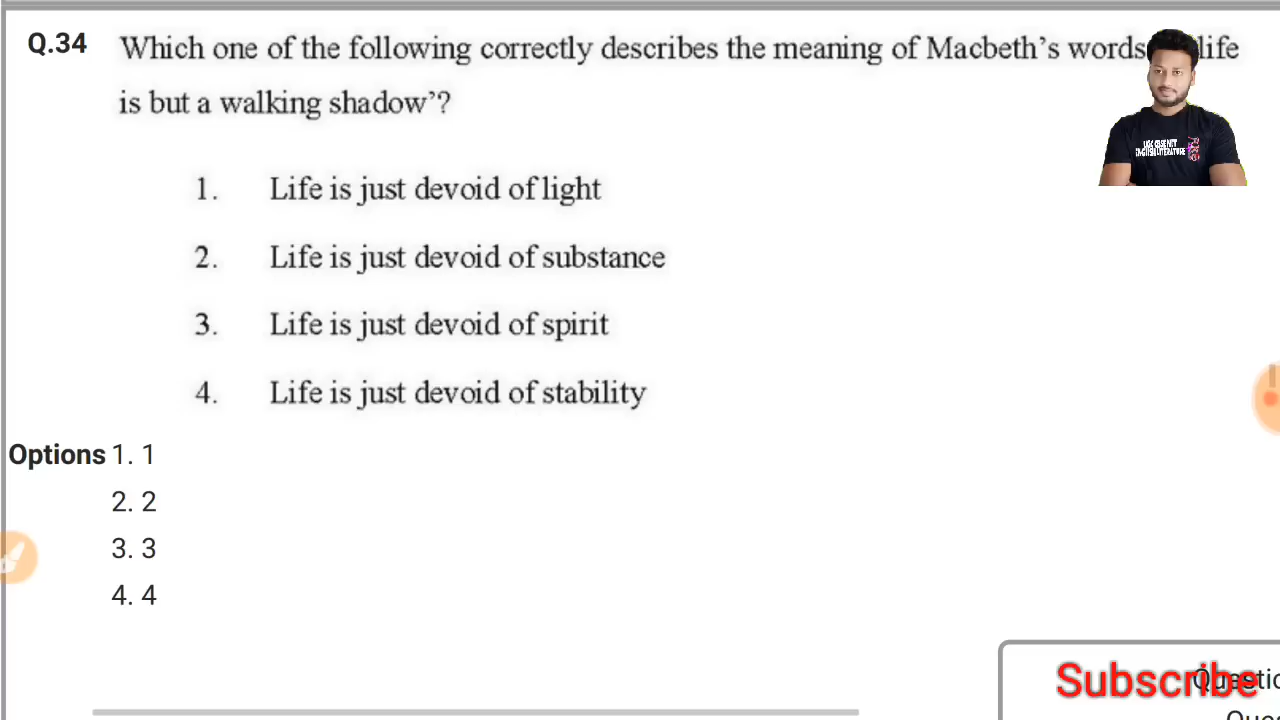 Q.34 Which one of the following correctly describes the meaning of Macbeth's words life
is but a walking shadow'?
1. Life is just devoid of light
2. Life is just devoid of substance
3. Life is just devoid of spirit
4. Life is just devoid of stability
Options 1. 1
2. 2
3. 3
4. 4
Subscribe